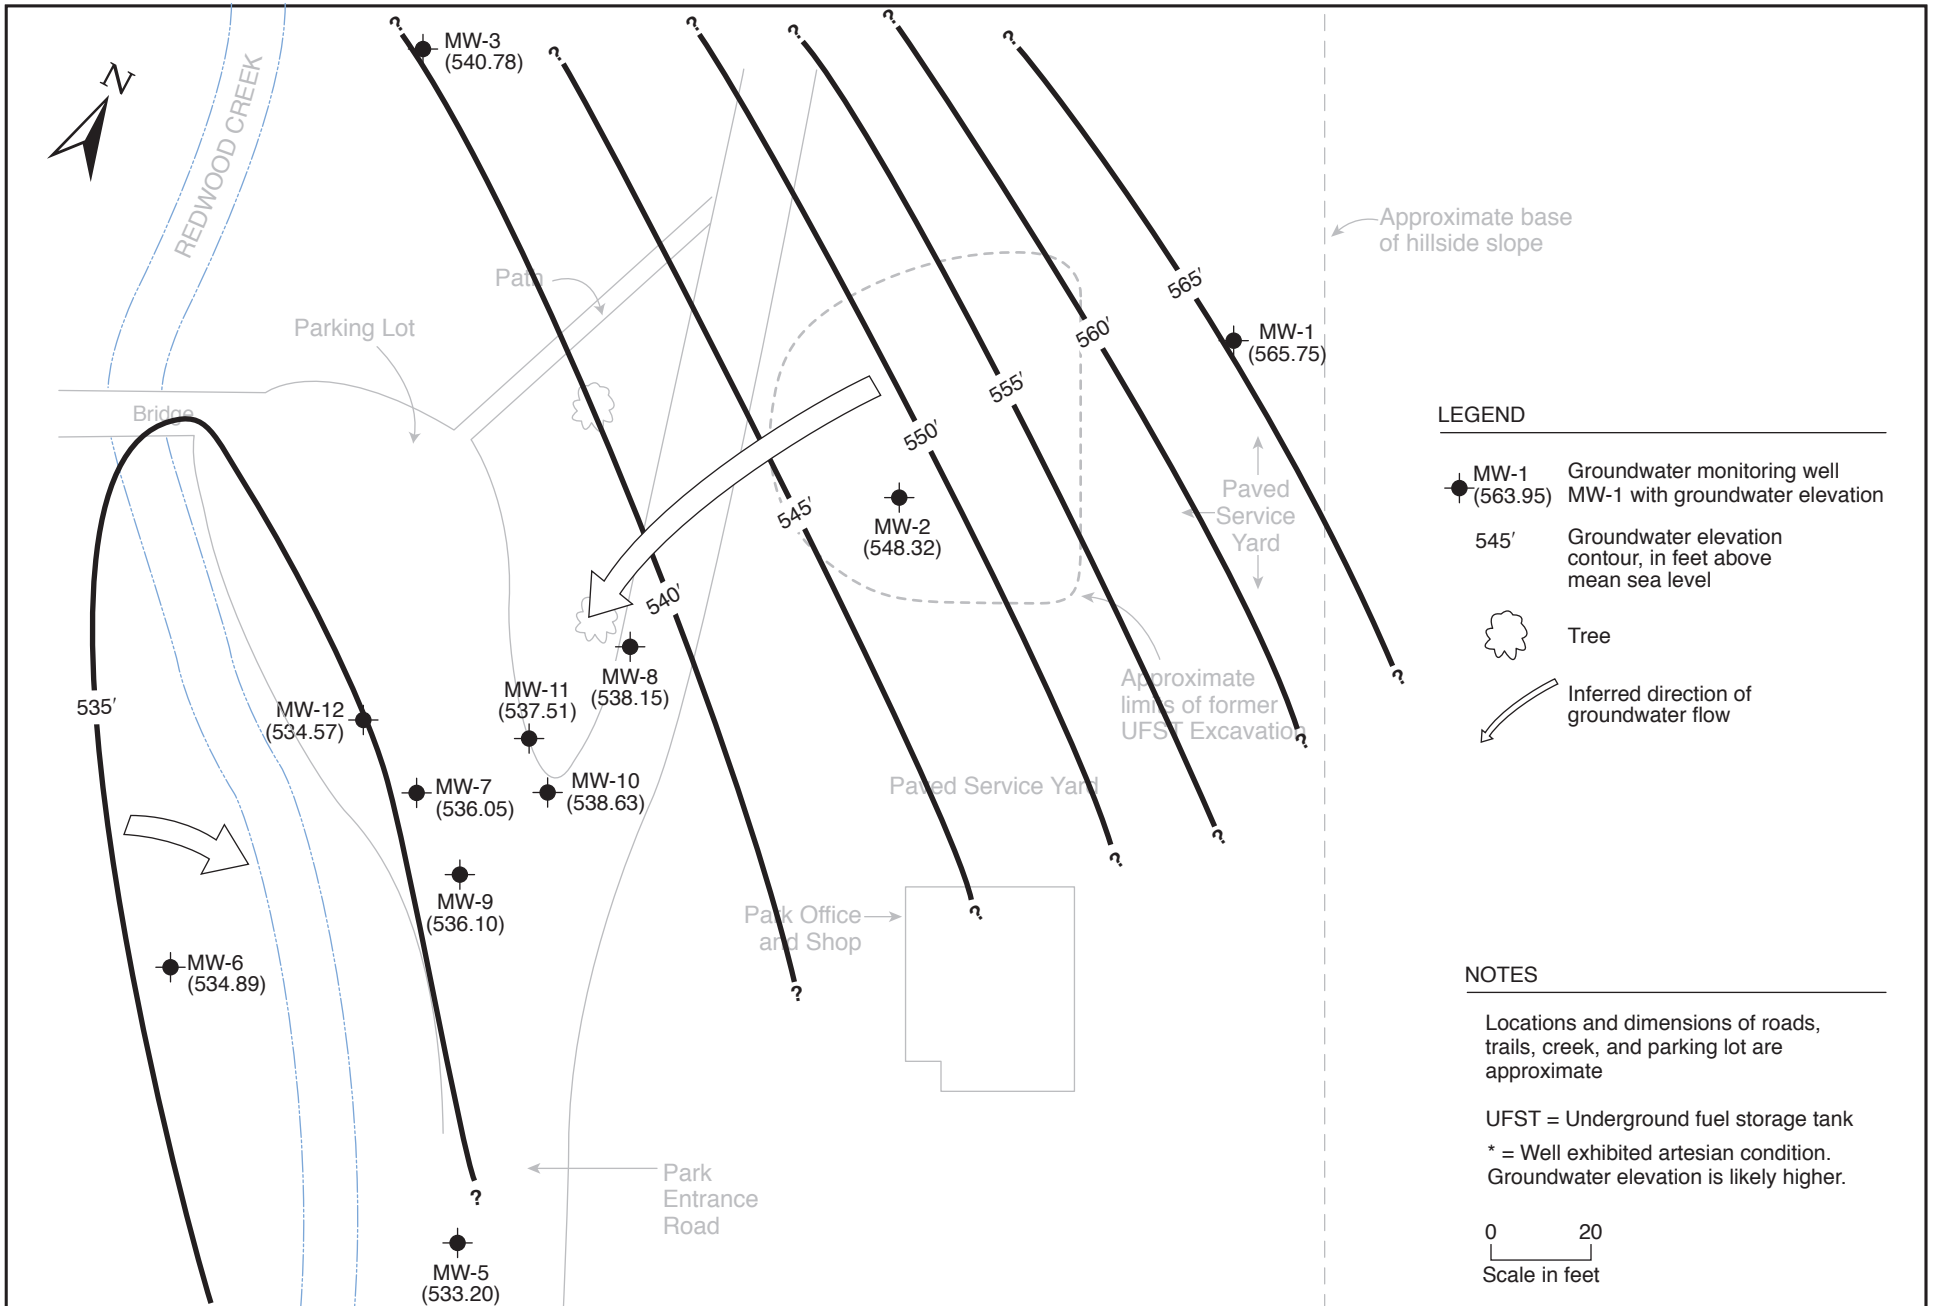 N
REDWOOD CREEK
?
MW-3
(540.78)
?
?
?
?
?
Path
Parking Lot
Bridge
Approximate base
of hillside slope
565′
MW-1
(565.75)
560′
555′
550′
545′
540′
535′
MW-2
(548.32)
Paved
Service
Yard
MW-8
(538.15)
MW-11
(537.51)
MW-12
(534.57)
MW-7
(536.05)
MW-10
(538.63)
MW-9
(536.10)
MW-6
(534.89)
MW-5
(533.20)
Approximate
limits of former
UFST Excavation
Paved Service Yard
Park Office
and Shop
Park
Entrance
Road
?
?
?
?
?
?
?
LEGEND
MW-1
(563.95)
Groundwater monitoring well
MW-1 with groundwater elevation
545′
Groundwater elevation
contour, in feet above
mean sea level
Tree
Inferred direction of
groundwater flow
NOTES
Locations and dimensions of roads,
trails, creek, and parking lot are
approximate
UFST = Underground fuel storage tank
* = Well exhibited artesian condition.
Groundwater elevation is likely higher.
0 20
Scale in feet